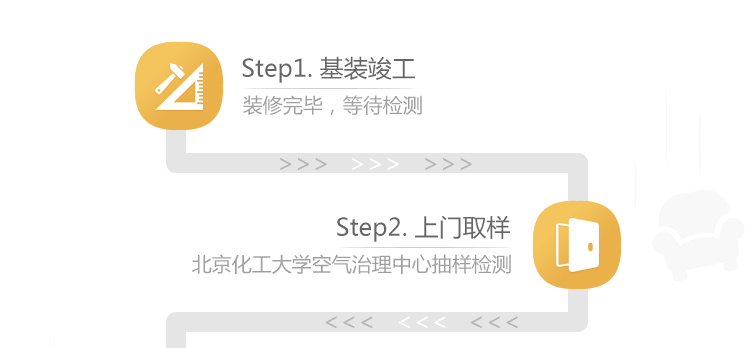 Step1. 基装竣工
装修完毕，等待检测
> > > > > > > > >
Step2. 上门取样
北京化工大学空气治理中心抽样检测
< < < < < < < < <